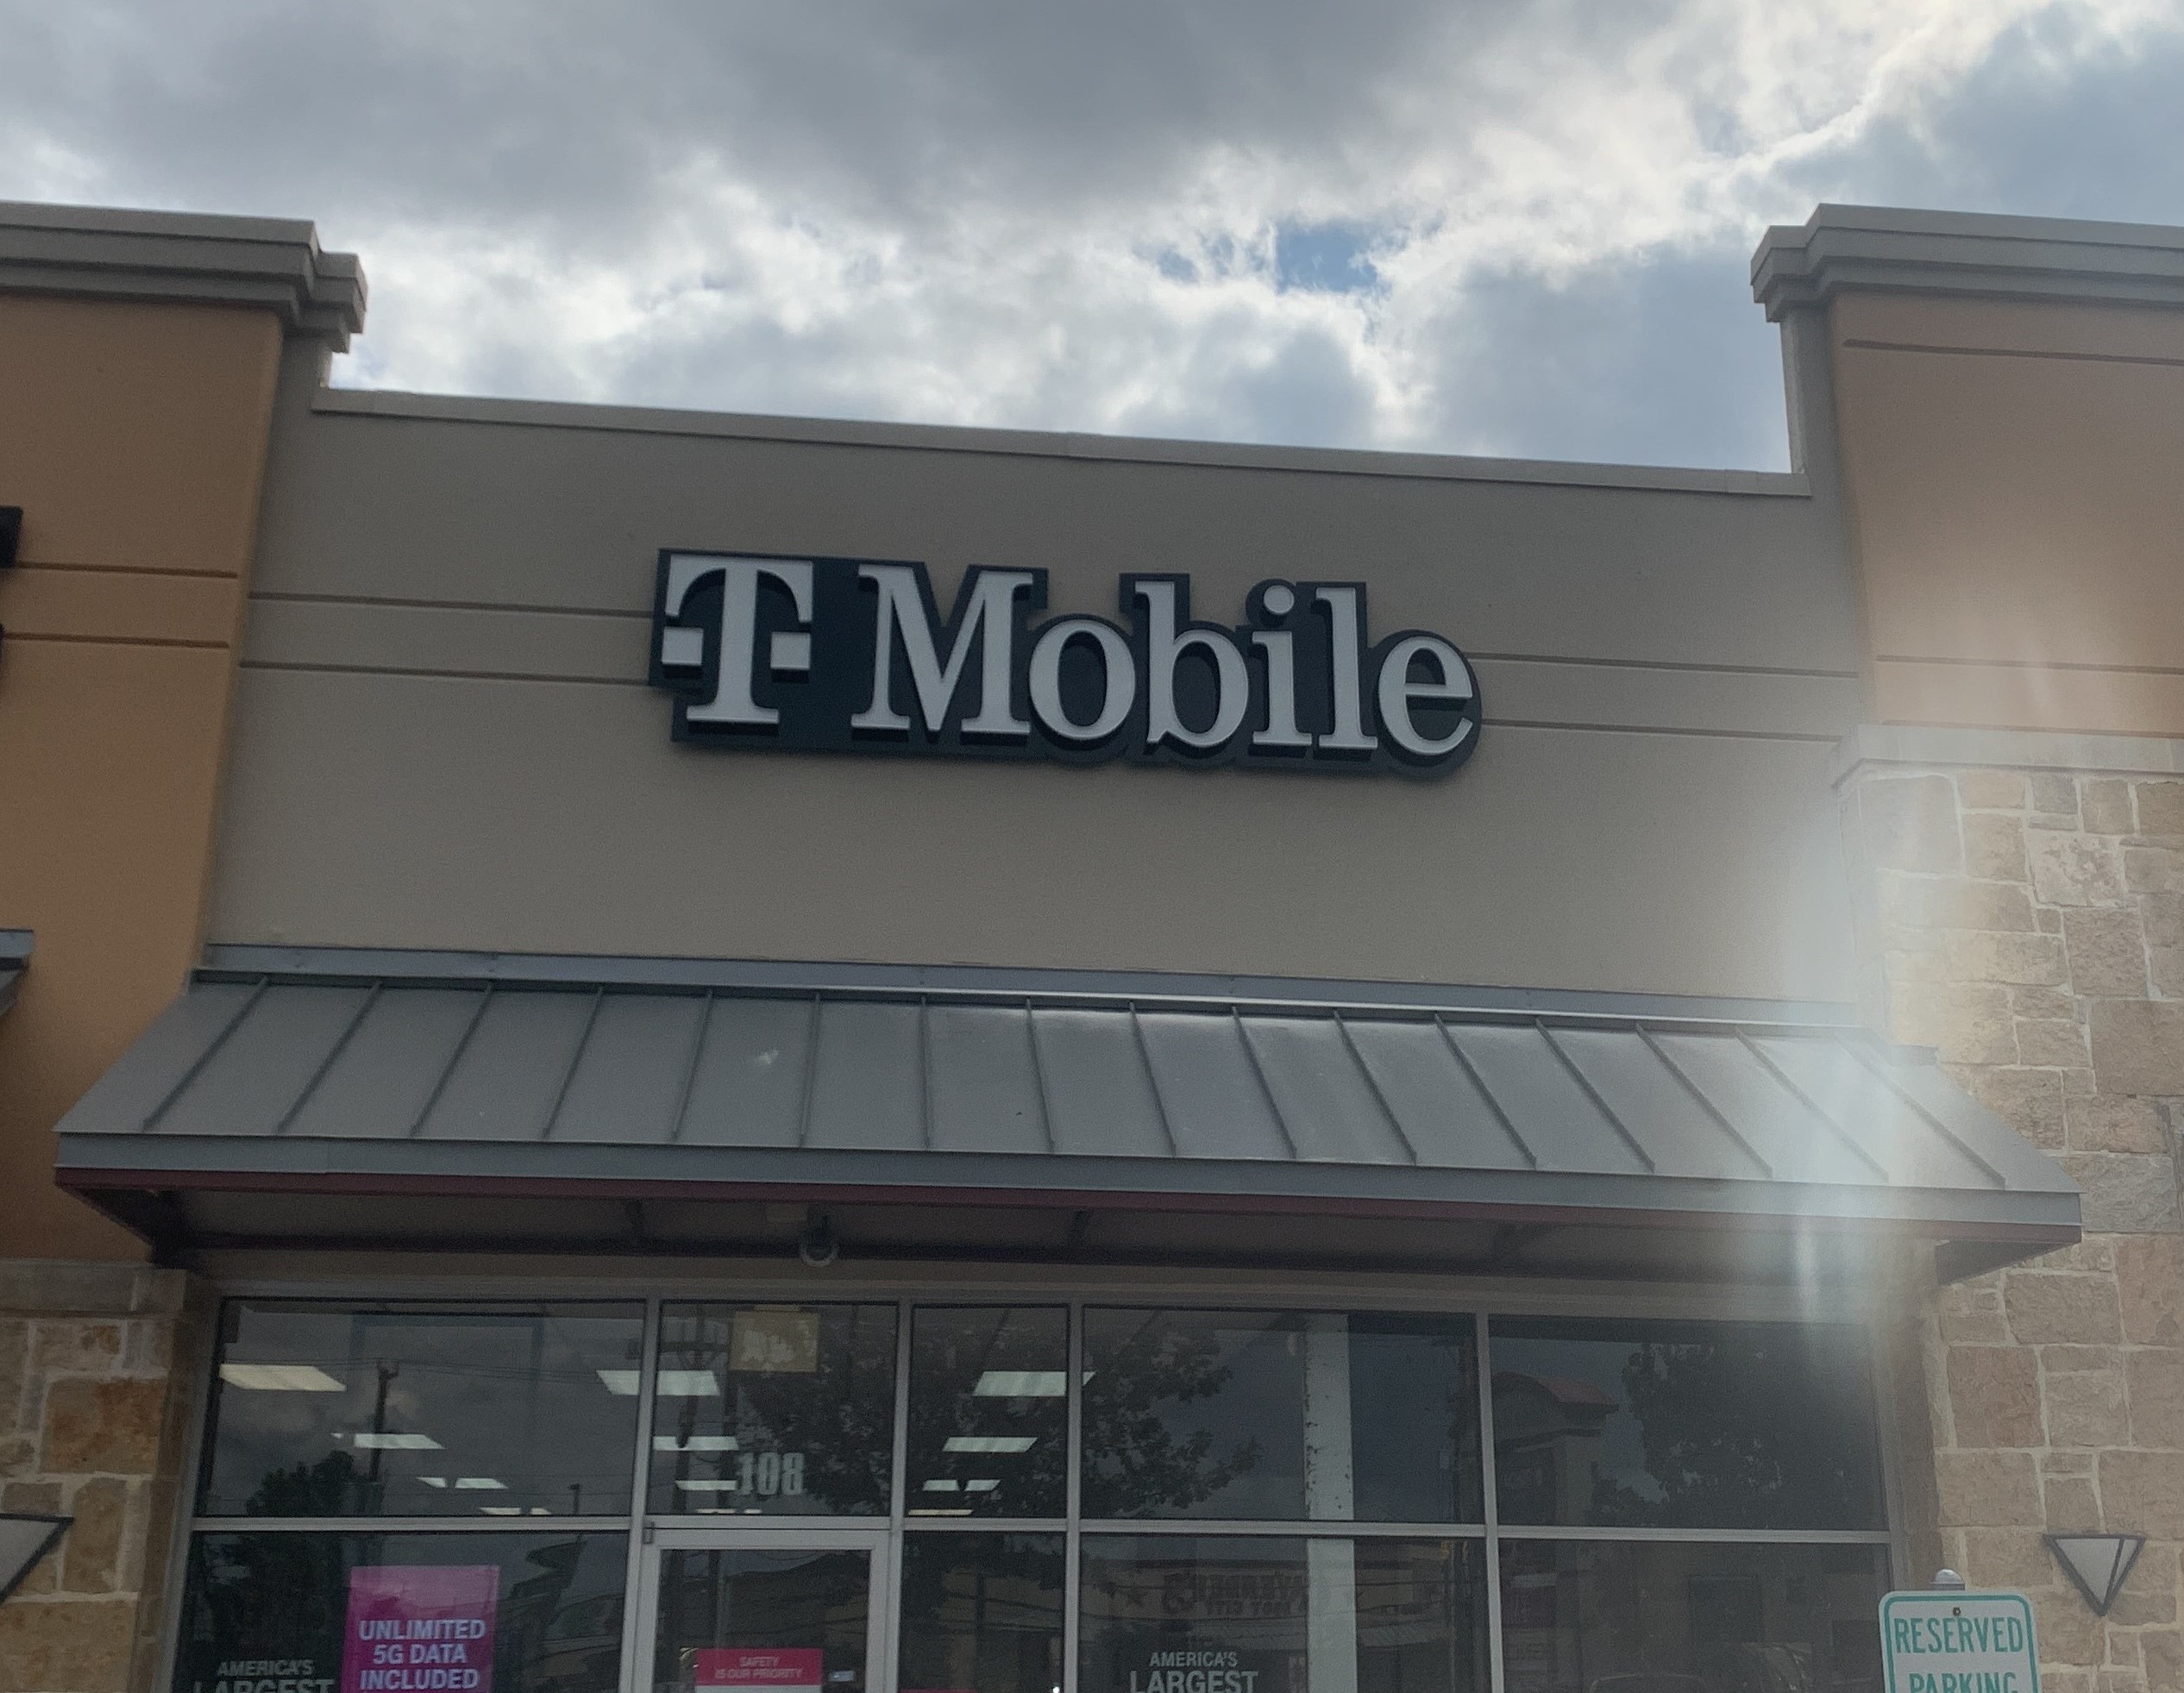 T Mobile
108
UNLIMITED
5G DATA
INCLUDED
AMERICA'S
LARGEST
SAFETY
IS OUR PRIORITY
AMERICA'S
LARGEST
RESERVED
PARKING